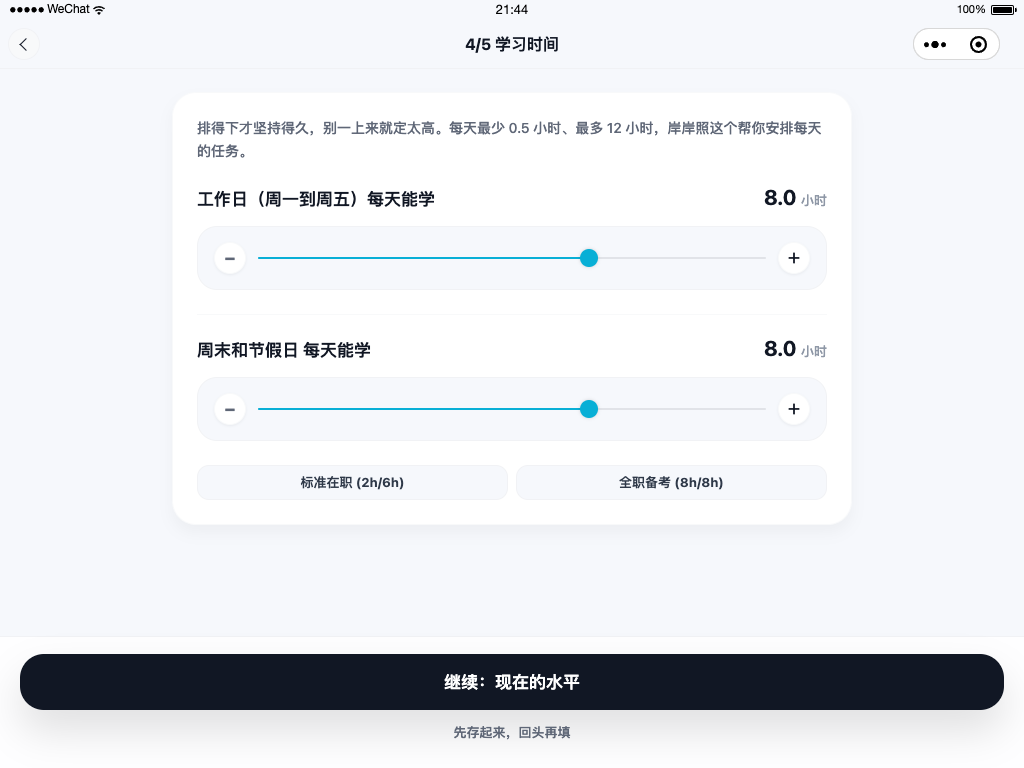 WeChat
21:44
100%
4/5 学习时间
排得下才坚持得久，别一上来就定太高。每天最少 0.5 小时、最多 12 小时，岸岸照这个帮你安排每天
的任务。
工作日（周一到周五）每天能学
8.0 小时
周末和节假日 每天能学
8.0 小时
标准在职 (2h/6h)
全职备考 (8h/8h)
继续：现在的水平
先存起来，回头再填